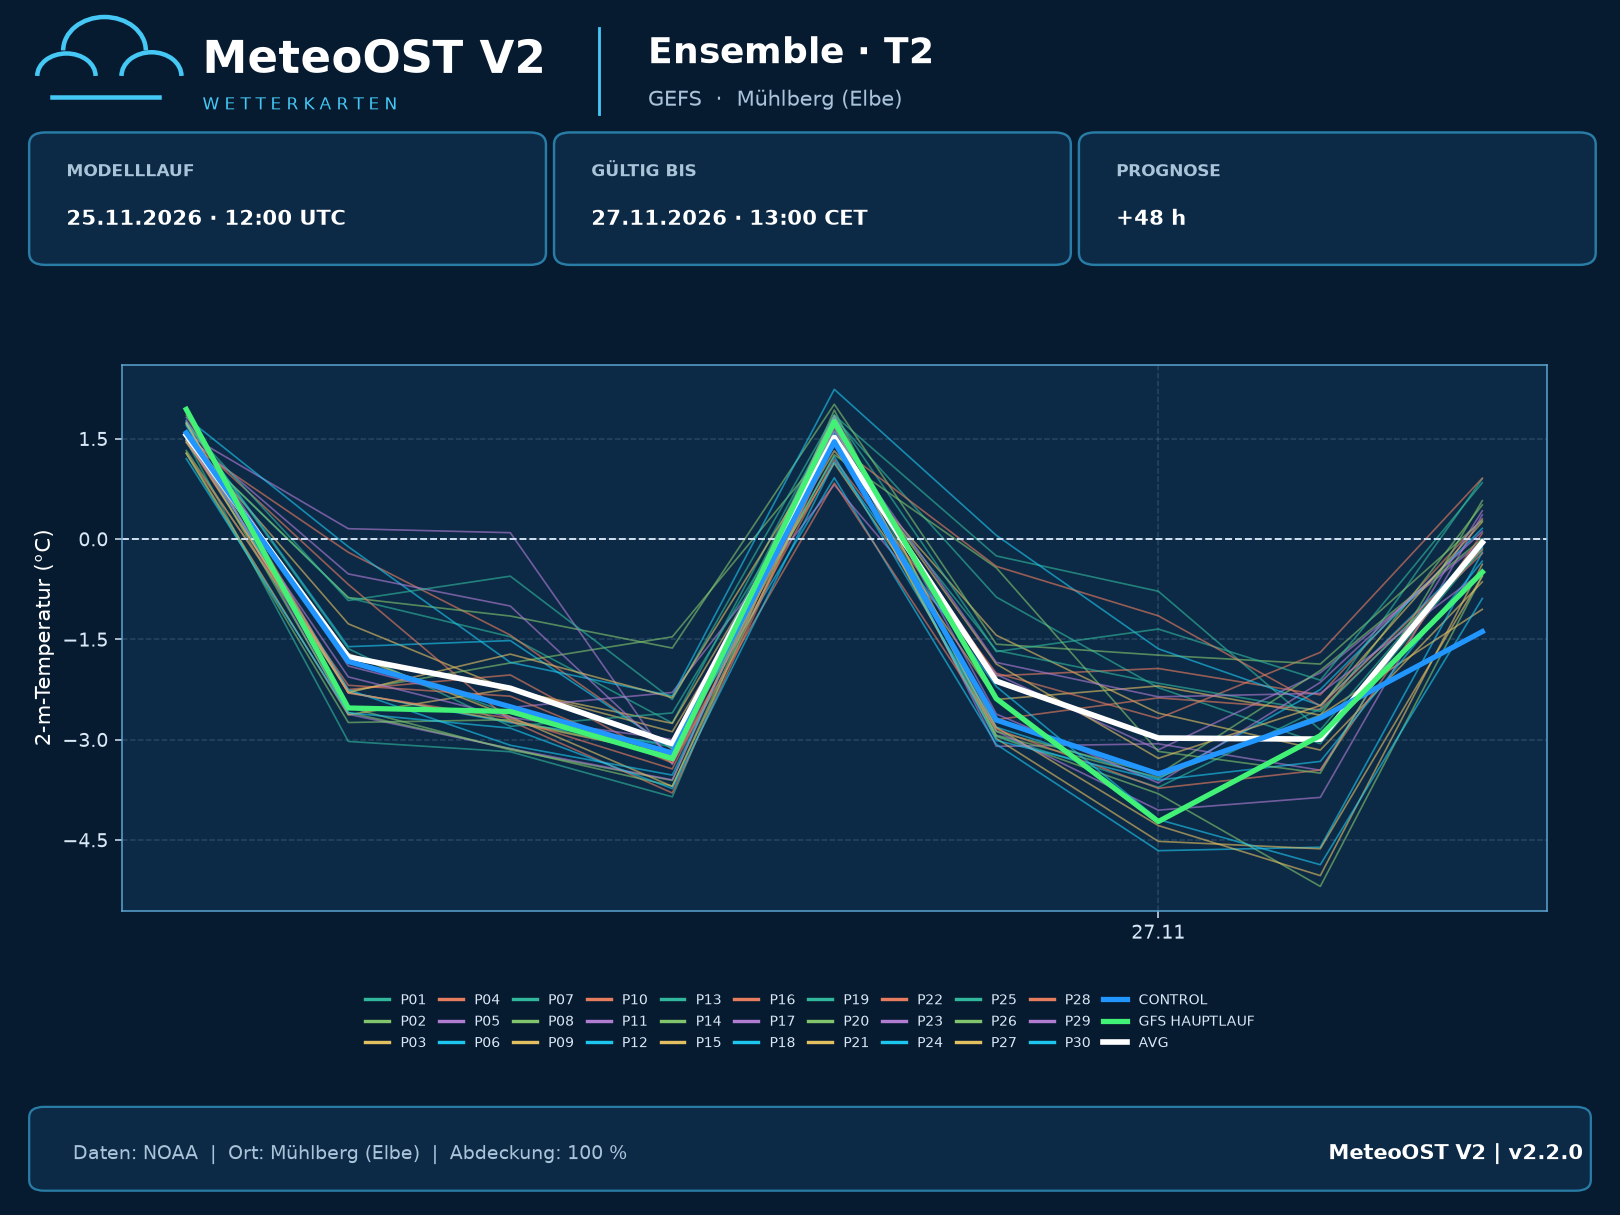 MeteoOST V2
WETTERKARTEN
Ensemble · T2
GEFS · Mühlberg (Elbe)
MODELLLAUF
25.11.2026 · 12:00 UTC
GÜLTIG BIS
27.11.2026 · 13:00 CET
PROGNOSE
+48 h
2-m-Temperatur (°C)
1.5
0.0
−1.5
−3.0
−4.5
27.11
P01 P04 P07 P10 P13 P16 P19 P22 P25 P28 CONTROL
P02 P05 P08 P11 P14 P17 P20 P23 P26 P29 GFS HAUPTLAUF
P03 P06 P09 P12 P15 P18 P21 P24 P27 P30 AVG
Daten: NOAA | Ort: Mühlberg (Elbe) | Abdeckung: 100 %
MeteoOST V2 | v2.2.0